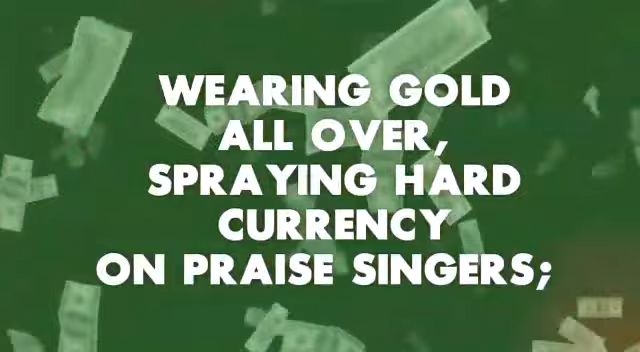 WEARING GOLD
ALL OVER,
SPRAYING HARD
CURRENCY
ON PRAISE SINGERS;